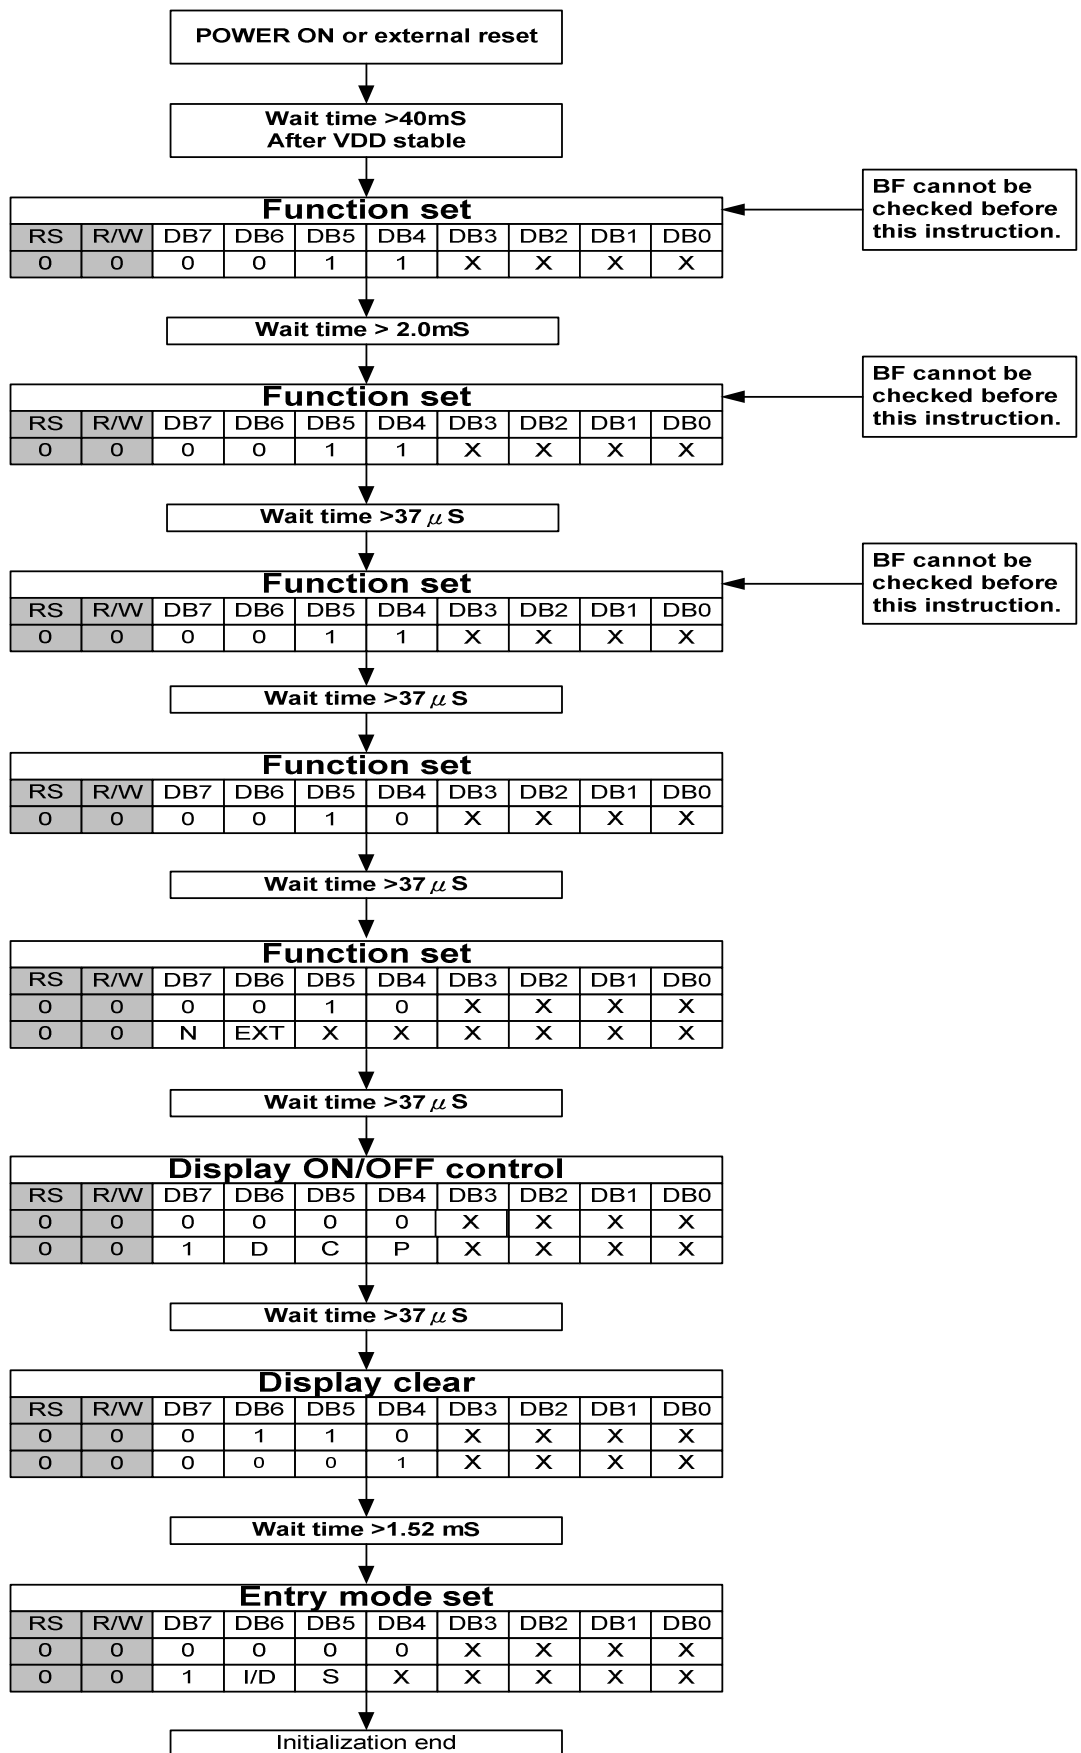 POWER ON or external reset
Wait time >40mS
After VDD stable
Function set
RS R/W DB7 DB6 DB5 DB4 DB3 DB2 DB1 DB0
0 0 0 0 1 1 X X X X
BF cannot be
checked before
this instruction.
Wait time > 2.0mS
Function set
RS R/W DB7 DB6 DB5 DB4 DB3 DB2 DB1 DB0
0 0 0 0 1 1 X X X X
BF cannot be
checked before
this instruction.
Wait time >37μS
Function set
RS R/W DB7 DB6 DB5 DB4 DB3 DB2 DB1 DB0
0 0 0 0 1 1 X X X X
BF cannot be
checked before
this instruction.
Wait time >37μS
Function set
RS R/W DB7 DB6 DB5 DB4 DB3 DB2 DB1 DB0
0 0 0 0 1 0 X X X X
Wait time >37μS
Function set
RS R/W DB7 DB6 DB5 DB4 DB3 DB2 DB1 DB0
0 0 0 0 1 0 X X X X
0 0 N EXT X X X X X X
Wait time >37μS
Display ON/OFF control
RS R/W DB7 DB6 DB5 DB4 DB3 DB2 DB1 DB0
0 0 0 0 0 0 X X X X
0 0 1 D C P X X X X
Wait time >37μS
Display clear
RS R/W DB7 DB6 DB5 DB4 DB3 DB2 DB1 DB0
0 0 0 1 1 0 X X X X
0 0 0 0 0 1 X X X X
Wait time >1.52 mS
Entry mode set
RS R/W DB7 DB6 DB5 DB4 DB3 DB2 DB1 DB0
0 0 0 0 0 0 X X X X
0 0 1 I/D S X X X X X
Initialization end